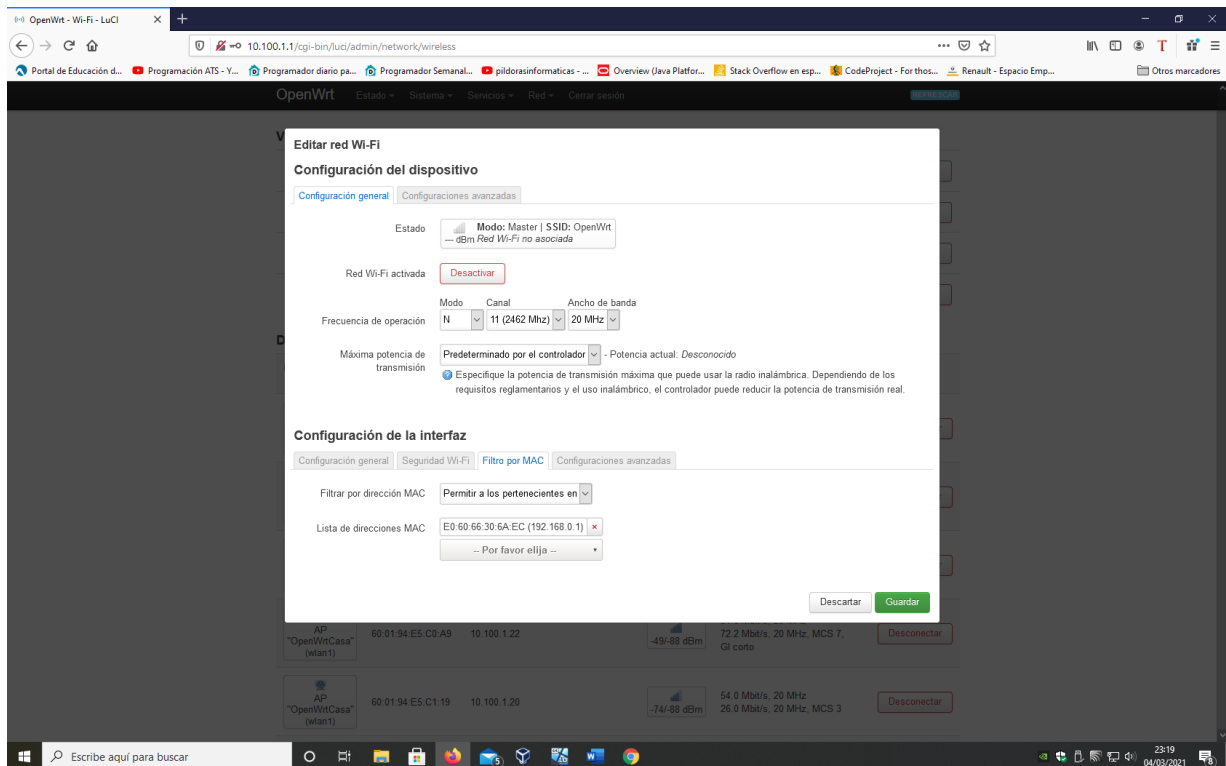 OpenWrt - Wi-Fi - LuCI
10.100.1.1/cgi-bin/luci/admin/network/wireless
Portal de Educación d... Programación ATS - Y... Programador diario pa... Programador Semanal... pildorasinformaticas - ... Overview (Java Platfor... Stack Overflow en esp... CodeProject - For thos... Renault - Espacio Emp... Otros marcadores
OpenWrt Estado Sistema Servicios Red Cerrar sesión REFRESCAR
Editar red Wi-Fi
Configuración del dispositivo
Configuración general Configuraciones avanzadas
Estado Modo: Master | SSID: OpenWrt
--- dBm Red Wi-Fi no asociada
Red Wi-Fi activada Desactivar
Modo Canal Ancho de banda
Frecuencia de operación N 11 (2462 Mhz) 20 MHz
Máxima potencia de transmisión Predeterminado por el controlador - Potencia actual: Desconocido
Especifique la potencia de transmisión máxima que puede usar la radio inalámbrica. Dependiendo de los
requisitos reglamentarios y el uso inalámbrico, el controlador puede reducir la potencia de transmisión real.
Configuración de la interfaz
Configuración general Seguridad Wi-Fi Filtro por MAC Configuraciones avanzadas
Filtrar por dirección MAC Permitir a los pertenecientes en
Lista de direcciones MAC E0:60:66:30:6A:EC (192.168.0.1) ×
-- Por favor elija --
Descartar Guardar
AP
"OpenWrtCasa"
(wlan1)
60:01:94:E5:C0:A9 10.100.1.22 -49/-88 dBm
72.2 Mbit/s, 20 MHz, MCS 7,
GI corto
Desconectar
AP
"OpenWrtCasa"
(wlan1)
60:01:94:E5:C1:19 10.100.1.20 -74/-88 dBm
54.0 Mbit/s, 20 MHz
26.0 Mbit/s, 20 MHz, MCS 3
Desconectar
Escribe aquí para buscar
23:19
04/03/2021